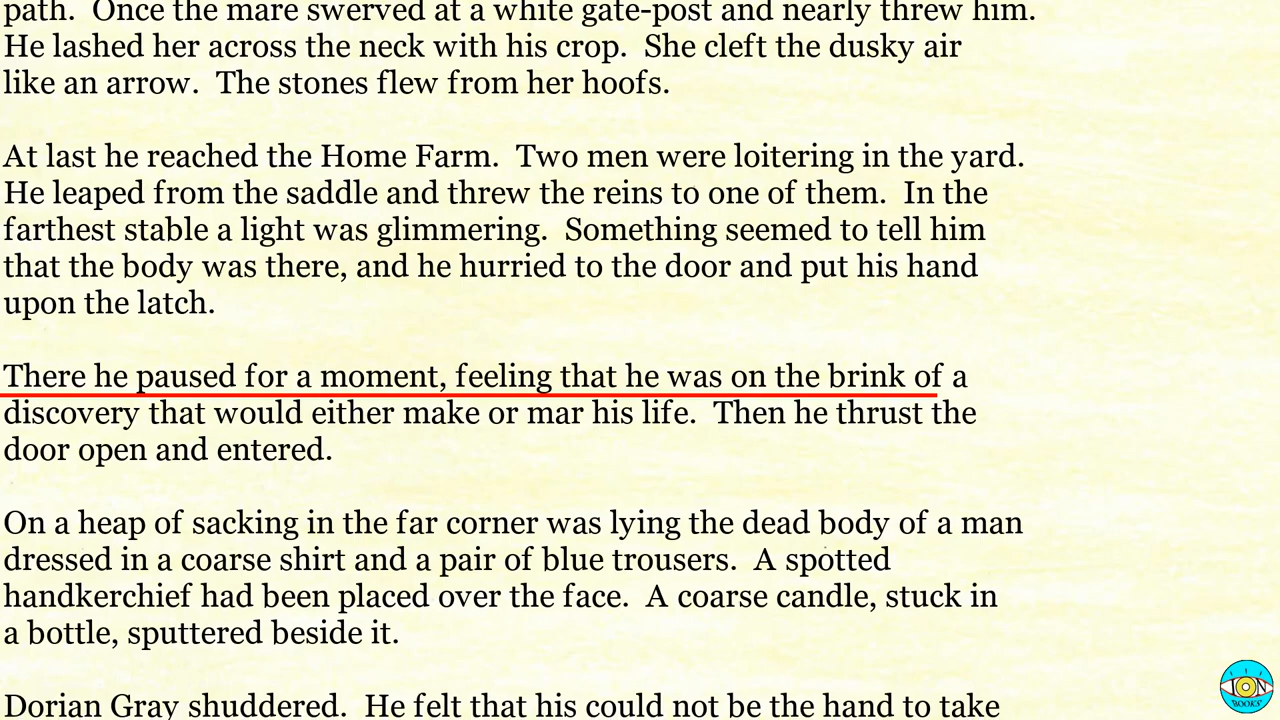 path.  Once the mare swerved at a white gate-post and nearly threw him.
He lashed her across the neck with his crop.  She cleft the dusky air
like an arrow.  The stones flew from her hoofs.
At last he reached the Home Farm.  Two men were loitering in the yard.
He leaped from the saddle and threw the reins to one of them.  In the
farthest stable a light was glimmering.  Something seemed to tell him
that the body was there, and he hurried to the door and put his hand
upon the latch.
There he paused for a moment, feeling that he was on the brink of a
discovery that would either make or mar his life.  Then he thrust the
door open and entered.
On a heap of sacking in the far corner was lying the dead body of a man
dressed in a coarse shirt and a pair of blue trousers.  A spotted
handkerchief had been placed over the face.  A coarse candle, stuck in
a bottle, sputtered beside it.
Dorian Gray shuddered.  He felt that his could not be the hand to take
ION
BOOKS